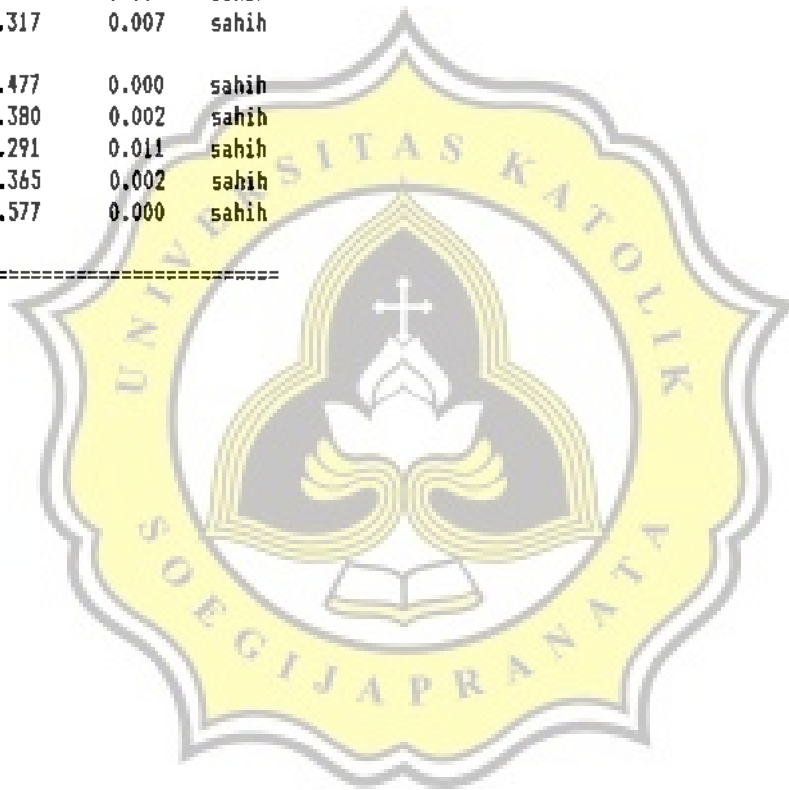 .317 0.007 sahih
.477 0.000 sahih
.380 0.002 sahih
.291 0.011 sahih
.365 0.002 sahih
.577 0.000 sahih
========================
UNIVERSITAS KATOLIK
SOEGIJAPRANATA